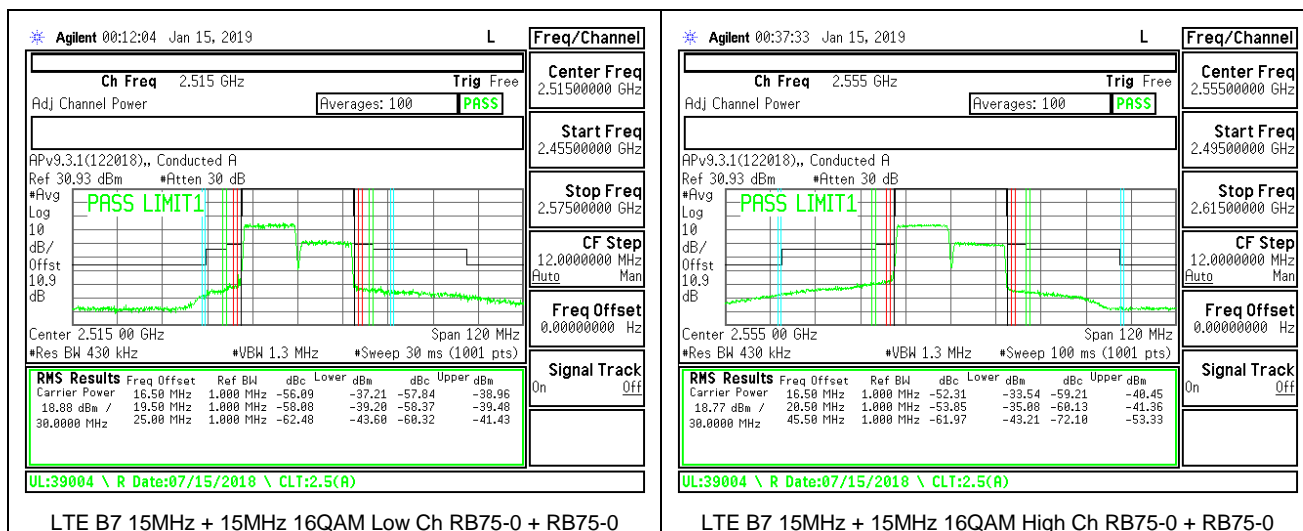 Agilent 00:12:04 Jan 15, 2019 L
Freq/Channel
Ch Freq 2.515 GHz Trig Free
Adj Channel Power Averages: 100 PASS
APv9.3.1(122018),, Conducted A
Ref 30.93 dBm #Atten 30 dB
#Avg
Log
10
dB/
Offst
10.9
dB
PASS LIMIT1
Center 2.515 00 GHz Span 120 MHz
#Res BW 430 kHz #VBW 1.3 MHz #Sweep 30 ms (1001 pts)
RMS Results Freq Offset Ref BW dBc Lower dBm dBc Upper dBm
Carrier Power 16.50 MHz 1.000 MHz -56.09 -37.21 -57.84 -38.96
18.88 dBm / 19.50 MHz 1.000 MHz -58.08 -39.20 -58.37 -39.48
30.0000 MHz 25.00 MHz 1.000 MHz -62.48 -43.60 -60.32 -41.43
Center Freq
2.51500000 GHz
Start Freq
2.45500000 GHz
Stop Freq
2.57500000 GHz
CF Step
12.0000000 MHz
Auto Man
Freq Offset
0.00000000 Hz
Signal Track
On Off
UL:39004 \ R Date:07/15/2018 \ CLT:2.5(A)
LTE B7 15MHz + 15MHz 16QAM Low Ch RB75-0 + RB75-0
Agilent 00:37:33 Jan 15, 2019 L
Freq/Channel
Ch Freq 2.555 GHz Trig Free
Adj Channel Power Averages: 100 PASS
APv9.3.1(122018),, Conducted A
Ref 30.93 dBm #Atten 30 dB
#Avg
Log
10
dB/
Offst
10.9
dB
PASS LIMIT1
Center 2.555 00 GHz Span 120 MHz
#Res BW 430 kHz #VBW 1.3 MHz #Sweep 100 ms (1001 pts)
RMS Results Freq Offset Ref BW dBc Lower dBm dBc Upper dBm
Carrier Power 16.50 MHz 1.000 MHz -52.31 -33.54 -59.21 -40.45
18.77 dBm / 20.50 MHz 1.000 MHz -53.85 -35.08 -60.13 -41.36
30.0000 MHz 45.50 MHz 1.000 MHz -61.97 -43.21 -72.10 -53.33
Center Freq
2.55500000 GHz
Start Freq
2.49500000 GHz
Stop Freq
2.61500000 GHz
CF Step
12.0000000 MHz
Auto Man
Freq Offset
0.00000000 Hz
Signal Track
On Off
UL:39004 \ R Date:07/15/2018 \ CLT:2.5(A)
LTE B7 15MHz + 15MHz 16QAM High Ch RB75-0 + RB75-0